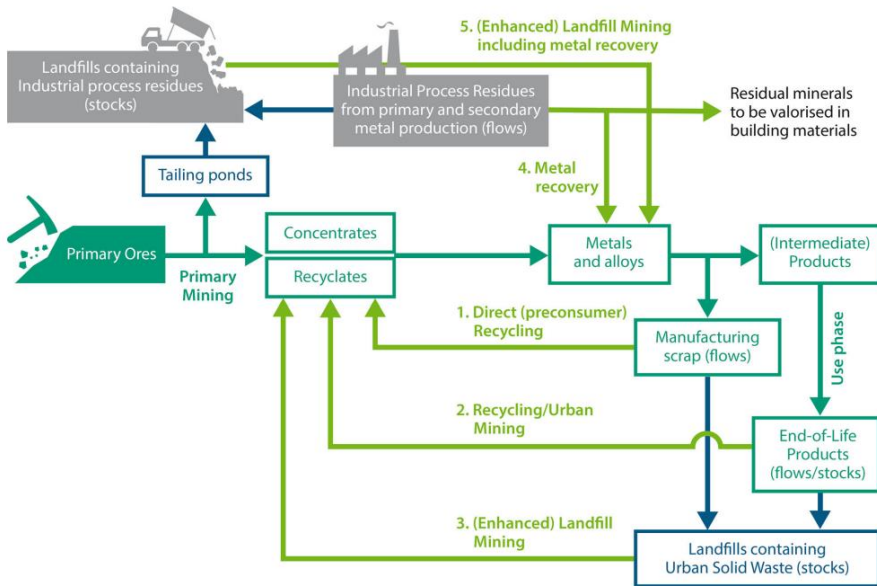 5. (Enhanced) Landfill Mining
including metal recovery
Landfills containing
Industrial process residues
(stocks)
Industrial Process Residues
from primary and secondary
metal production (flows)
Residual minerals
to be valorised in
building materials
Tailing ponds
4. Metal
recovery
Primary Ores
Primary
Mining
Concentrates
Recyclates
Metals
and alloys
(Intermediate)
Products
1. Direct (preconsumer)
Recycling
Manufacturing
scrap (flows)
Use phase
2. Recycling/Urban
Mining
End-of-Life
Products
(flows/stocks)
3. (Enhanced) Landfill
Mining
Landfills containing
Urban Solid Waste (stocks)